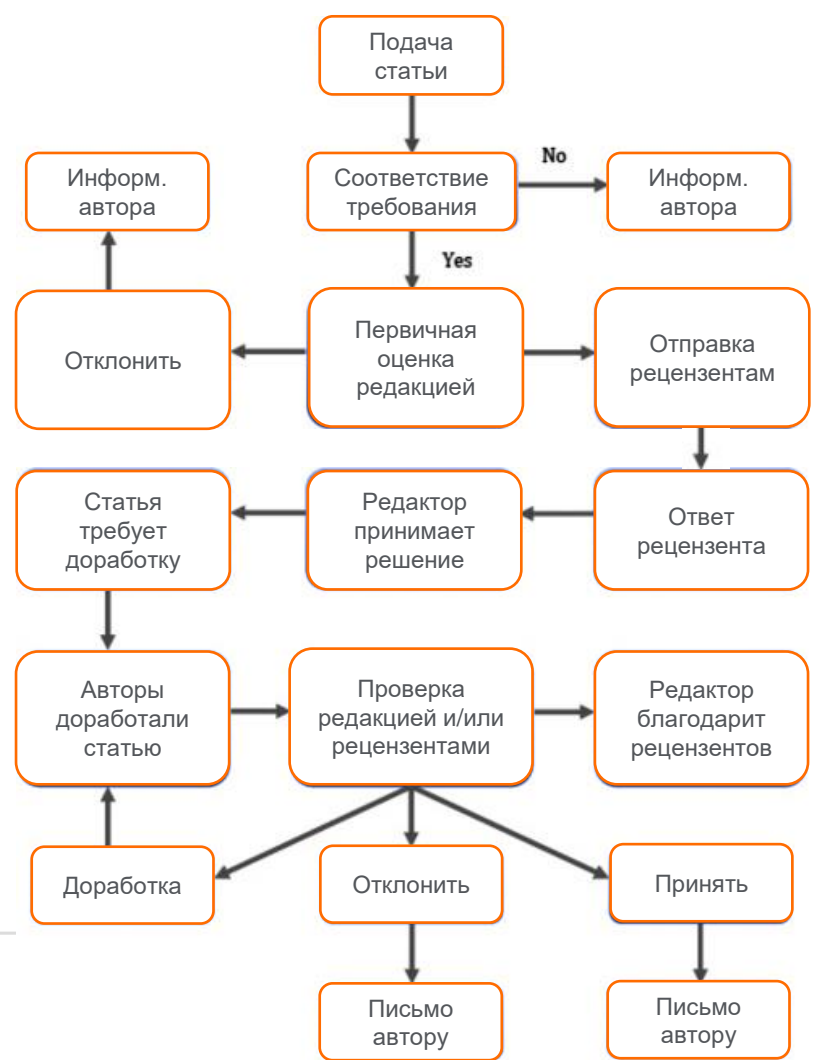 Подача
статьи
No
Информ.
автора
Соответствие
требования
Информ.
автора
Yes
Отклонить
Первичная
оценка
редакцией
Отправка
рецензентам
Статья
требует
доработку
Редактор
принимает
решение
Ответ
рецензента
Авторы
доработали
статью
Проверка
редакцией и/или
рецензентами
Редактор
благодарит
рецензентов
Доработка
Отклонить
Принять
Письмо
автору
Письмо
автору